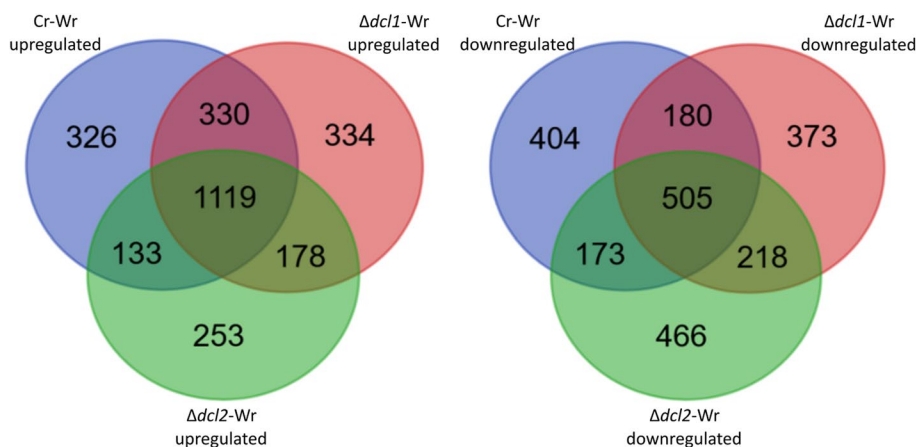 Cr-Wr
upregulated
Δdcl1-Wr
upregulated
326
330
334
1119
133
178
253
Δdcl2-Wr
upregulated
Cr-Wr
downregulated
Δdcl1-Wr
downregulated
404
180
373
505
173
218
466
Δdcl2-Wr
downregulated